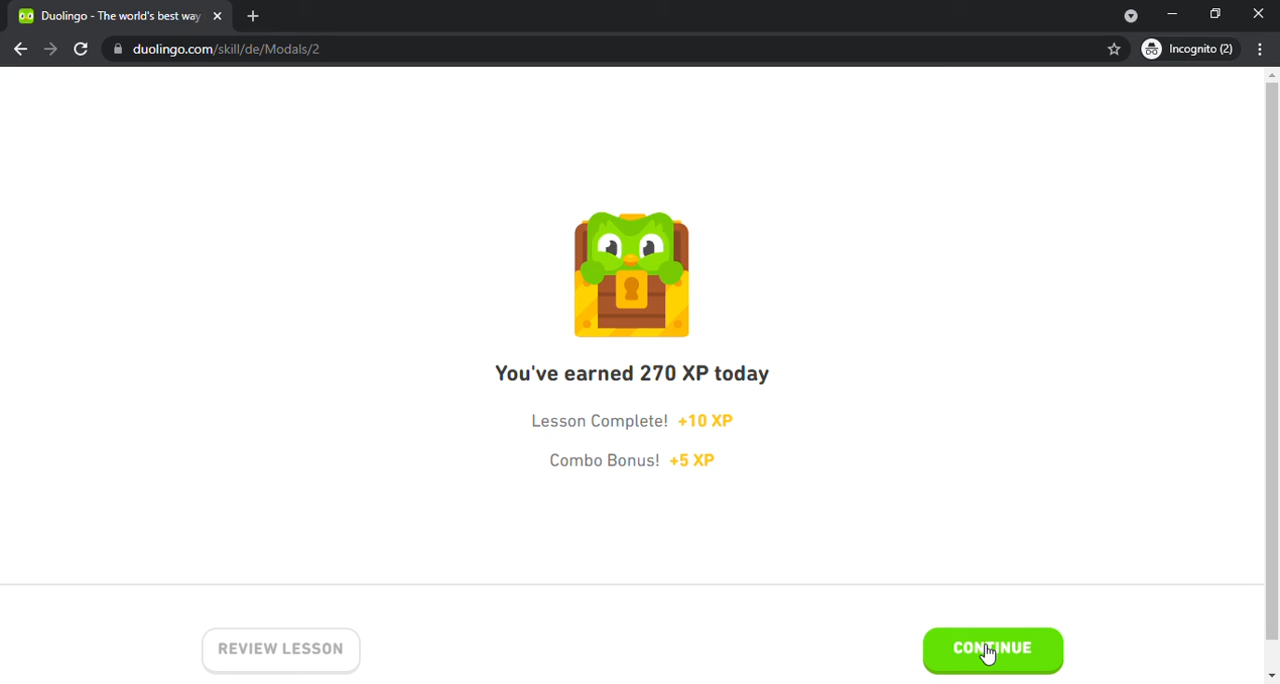 Duolingo - The world's best way
duolingo.com/skill/de/Modals/2
Incognito (2)
You've earned 270 XP today
Lesson Complete! +10 XP
Combo Bonus! +5 XP
REVIEW LESSON
CONTINUE